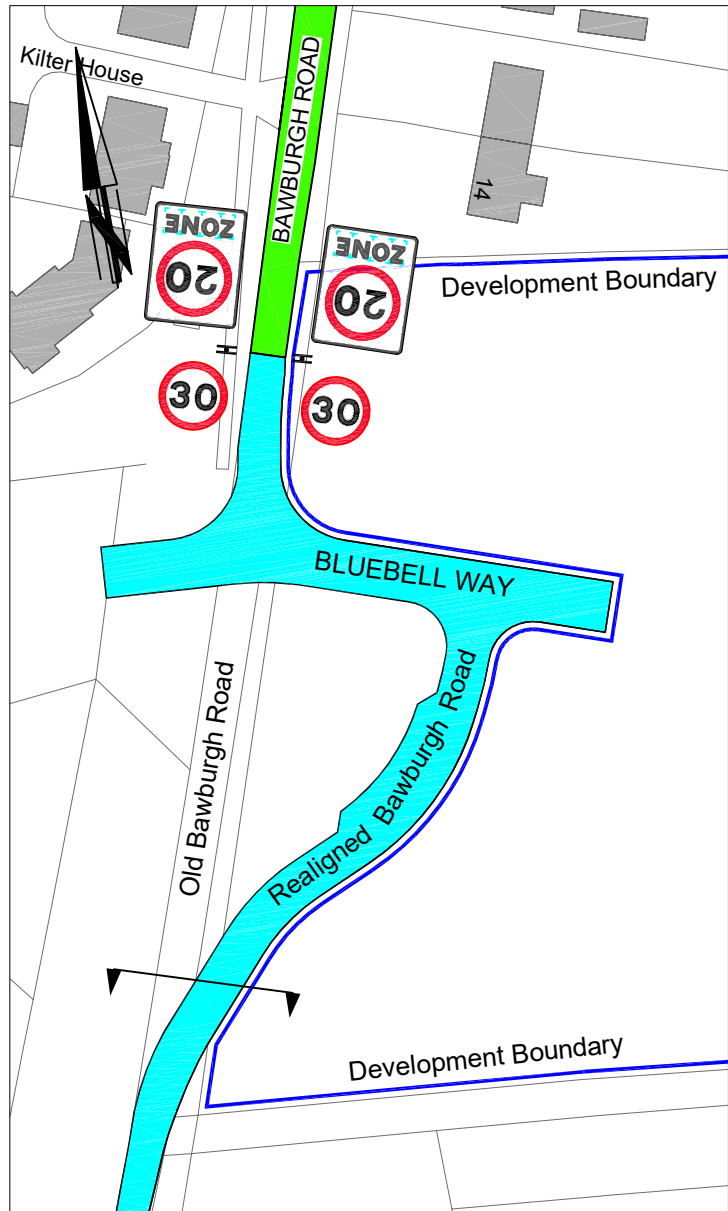 Kilter House
BAWBURGH ROAD
14
ZONE
20
ZONE
20
Development Boundary
30
30
BLUEBELL WAY
Old Bawburgh Road
Realigned Bawburgh Road
Development Boundary